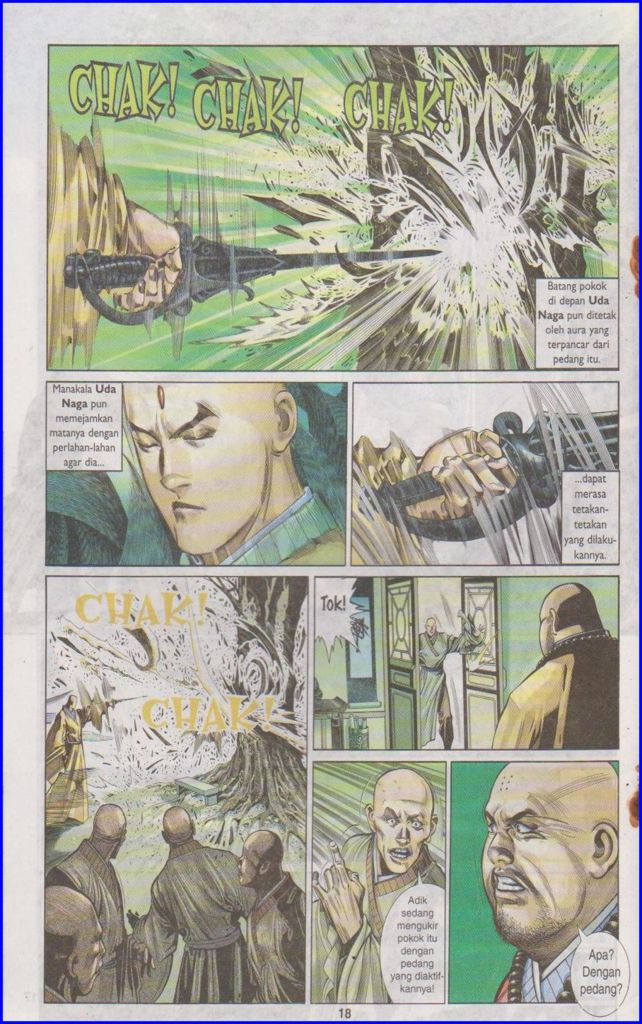 CHAK! CHAK! CHAK!
Batang pokok
di depan Uda
Naga pun ditetak
oleh aura yang
terpancar dari
pedang itu.
Manakala Uda
Naga pun
memejamkan
matanya dengan
perlahan-lahan
agar dia...
...dapat
merasa
tetakan-
tetakan
yang dilaku-
kannya.
CHAK!
CHAK!
Tok!
Adik
sedang
mengukir
pokok itu
dengan
pedang
yang diaktif-
kannya!
Apa?
Dengan
pedang?
18